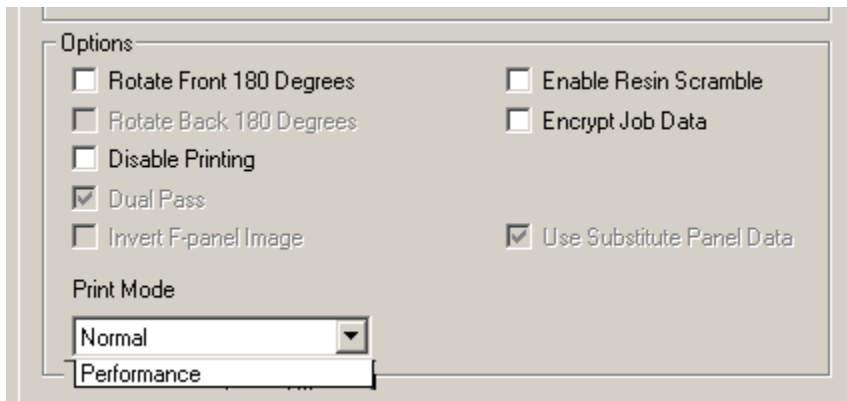 Options
Rotate Front 180 Degrees
Enable Resin Scramble
Rotate Back 180 Degrees
Encrypt Job Data
Disable Printing
Dual Pass
Invert F-panel Image
Use Substitute Panel Data
Print Mode
Normal
Performance